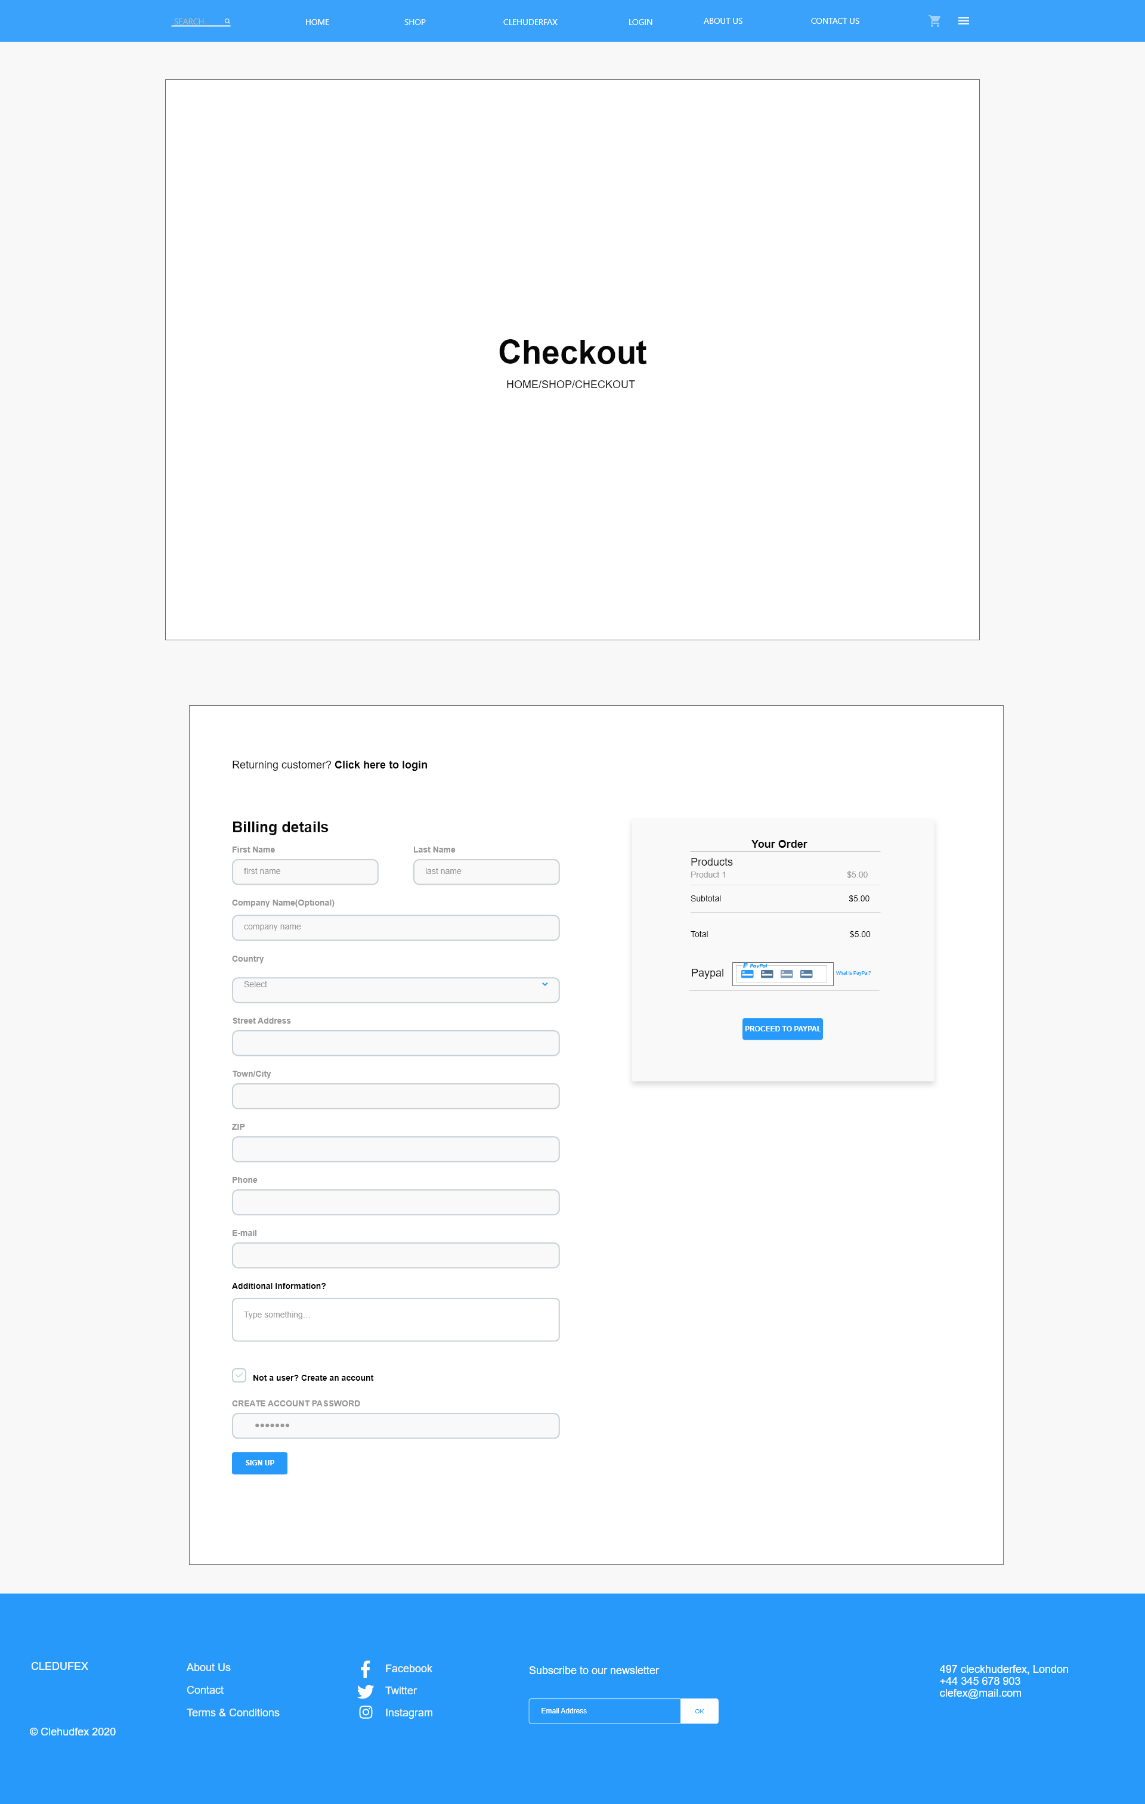 SEARCH
HOME
SHOP
CLEHUDERFAX
LOGIN
ABOUT US
CONTACT US
Checkout
HOME/SHOP/CHECKOUT
Returning customer? Click here to login
Billing details
First Name
Last Name
first name
last name
Company Name(Optional)
company name
Country
Select
Street Address
Town/City
ZIP
Phone
E-mail
Additional Information?
Type something...
Not a user? Create an account
CREATE ACCOUNT PASSWORD
SIGN UP
Your Order
Products
Product 1 $5.00
Subtotal $5.00
Total $5.00
Paypal
PayPal
What is PayPal?
PROCEED TO PAYPAL
CLEDUFEX
© Clehudfex 2020
About Us
Contact
Terms & Conditions
Facebook
Twitter
Instagram
Subscribe to our newsletter
Email Address
OK
497 cleckhuderfex, London
+44 345 678 903
clefex@mail.com